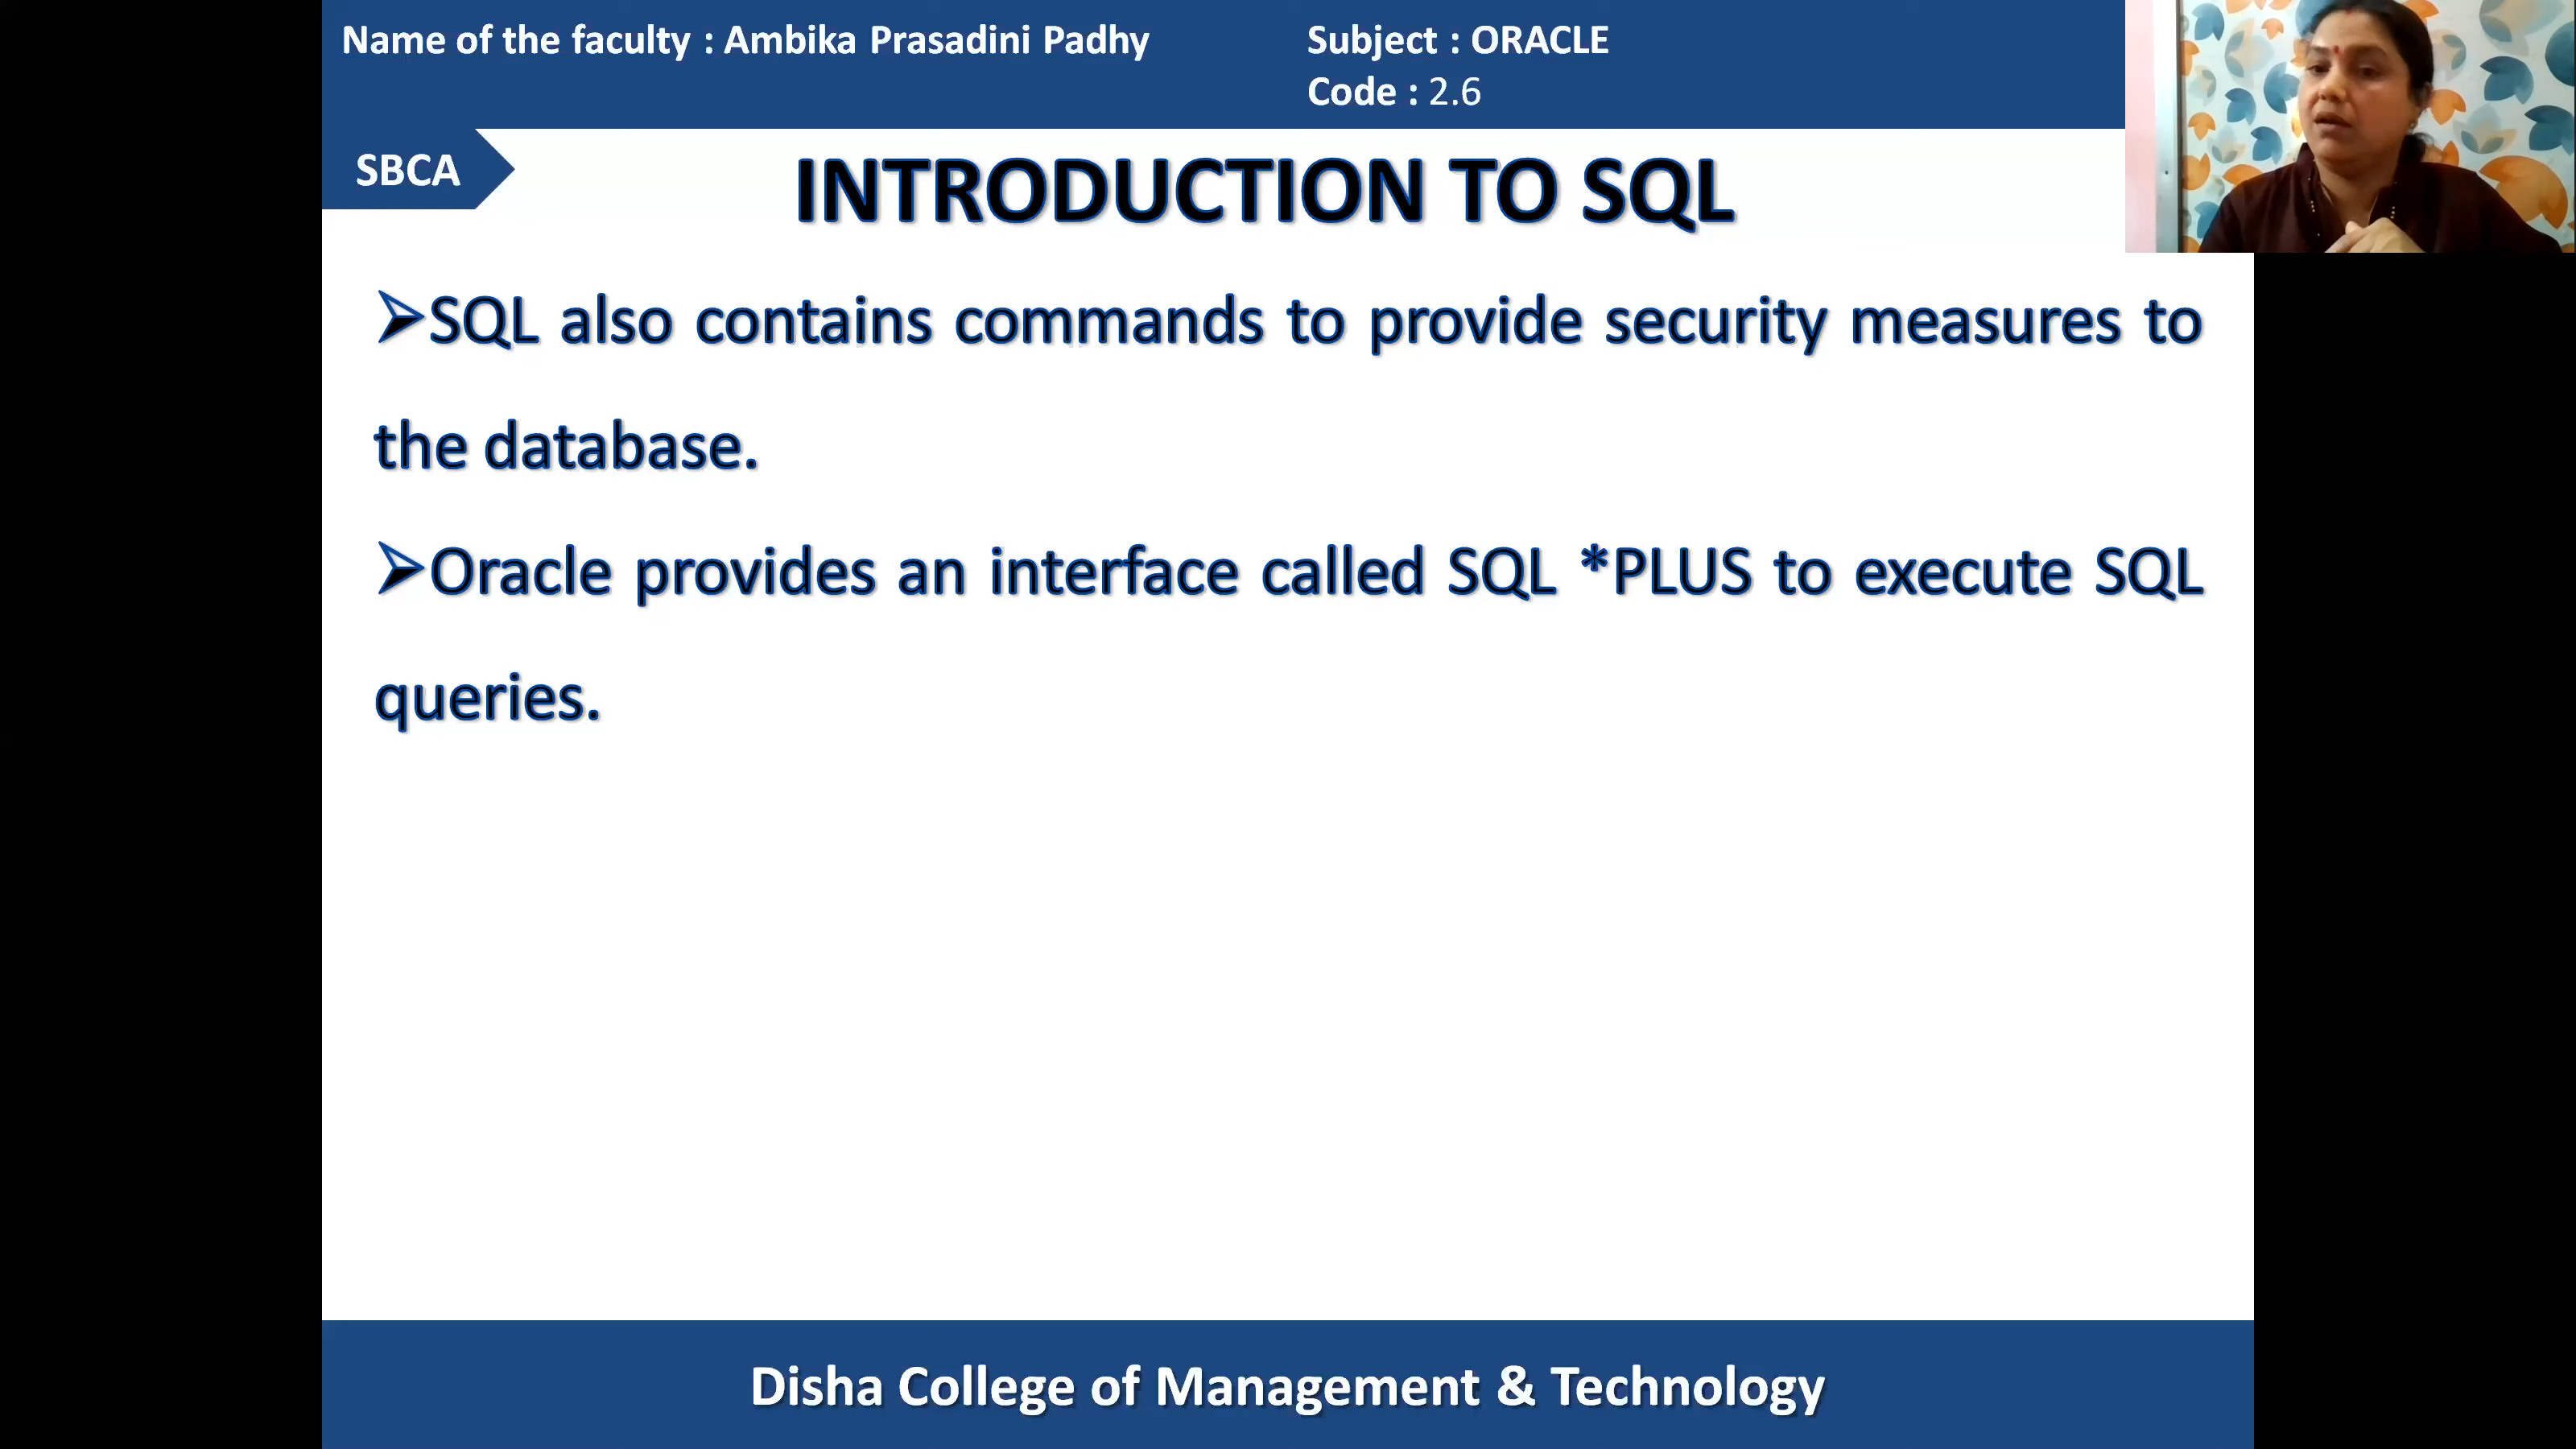 Name of the faculty : Ambika Prasadini Padhy
Subject : ORACLE
Code : 2.6
SBCA
INTRODUCTION TO SQL
➢SQL also contains commands to provide security measures to
the database.
➢Oracle provides an interface called SQL *PLUS to execute SQL
queries.
Disha College of Management & Technology